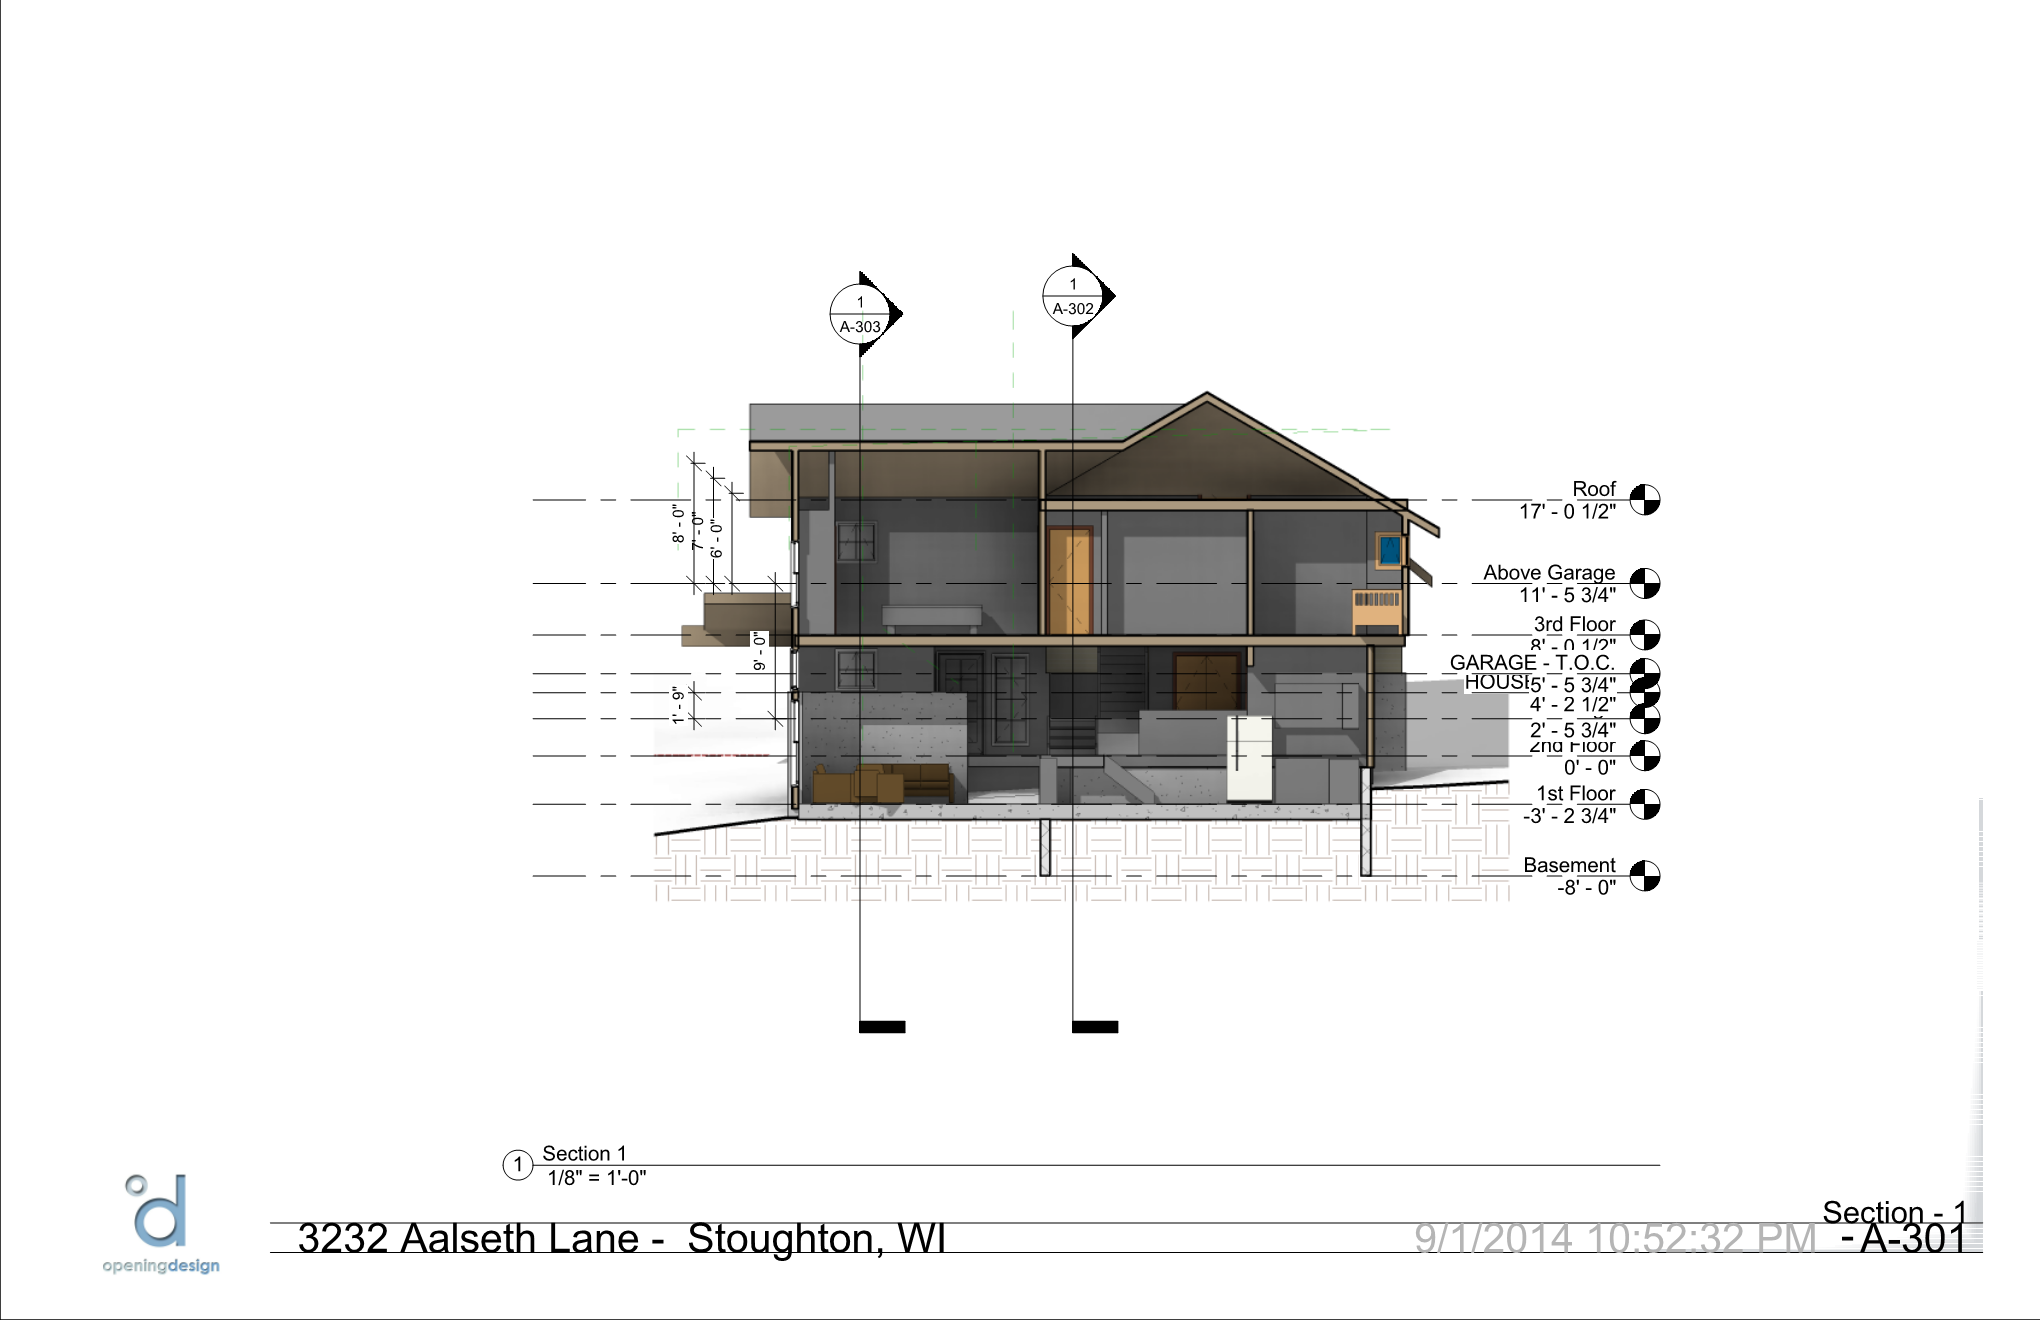 1
A-303
1
A-302
8' - 0"
7' - 0"
6' - 0"
9' - 0"
1' - 9"
Roof
17' - 0 1/2"
Above Garage
11' - 5 3/4"
3rd Floor
8' - 0 1/2"
GARAGE - T.O.C.
5' - 5 3/4"
HOUSE
4' - 2 1/2"
2' - 5 3/4"
2nd Floor
0' - 0"
1st Floor
-3' - 2 3/4"
Basement
-8' - 0"
1
Section 1
1/8" = 1'-0"
openingdesign
3232 Aalseth Lane - Stoughton, WI
9/1/2014 10:52:32 PM
Section - 1
- A-301